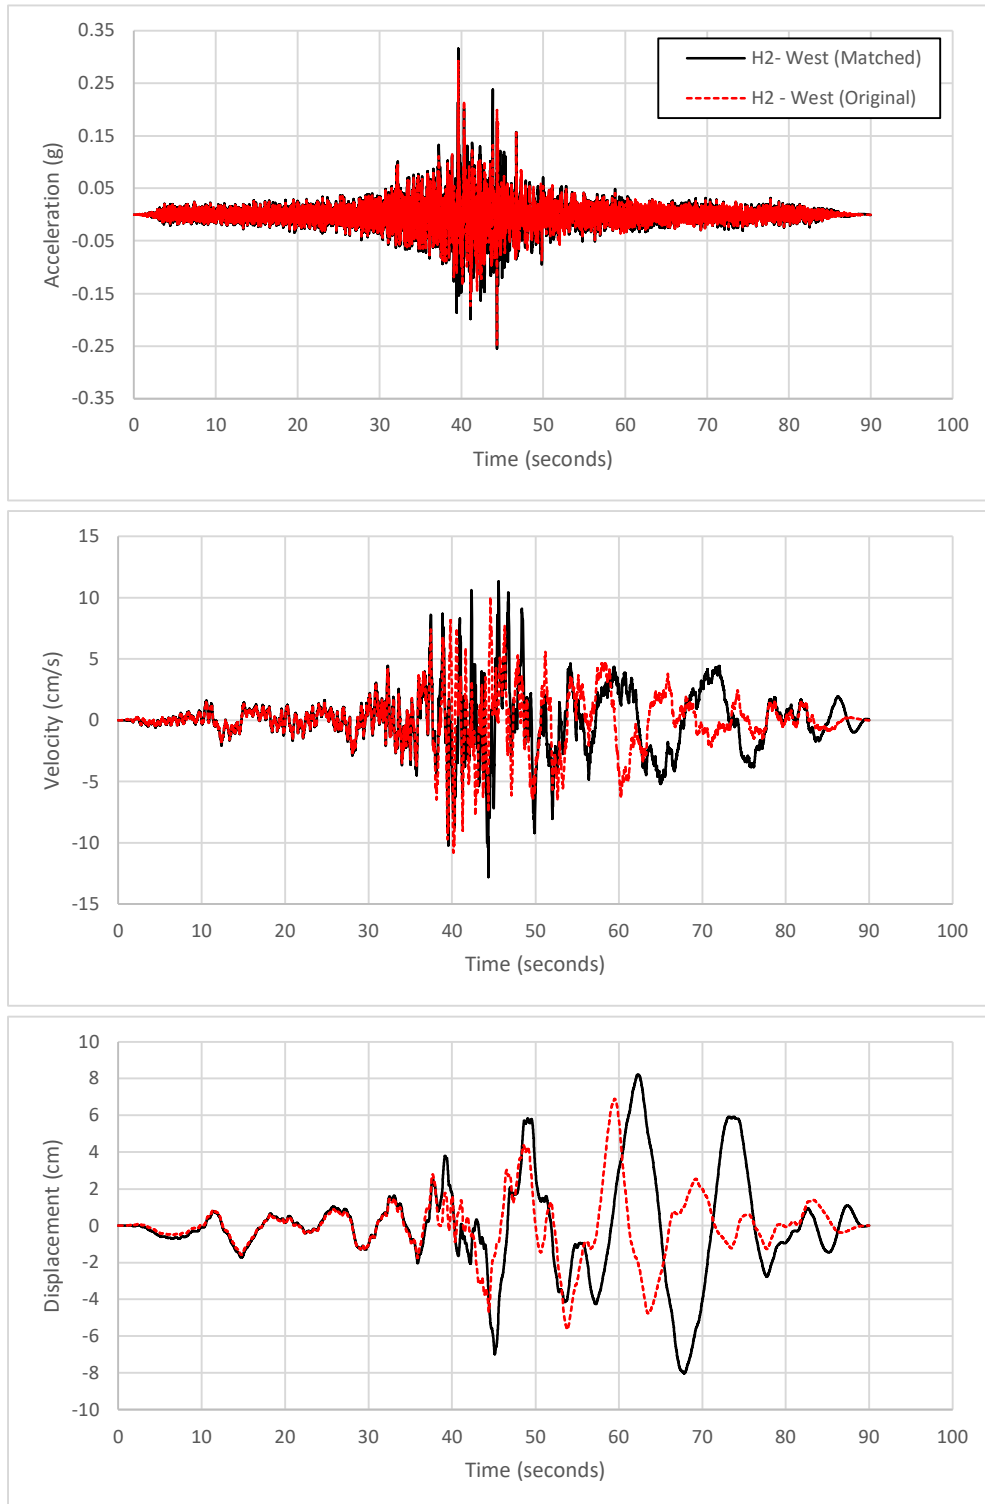 0.35
0.25
0.15
0.05
-0.05
-0.15
-0.25
-0.35
Acceleration (g)
H2- West (Matched)
H2 - West (Original)
0 10 20 30 40 50 60 70 80 90 100
Time (seconds)
15
10
5
0
-5
-10
-15
Velocity (cm/s)
0 10 20 30 40 50 60 70 80 90 100
Time (seconds)
10
8
6
4
2
0
-2
-4
-6
-8
-10
Displacement (cm)
0 10 20 30 40 50 60 70 80 90 100
Time (seconds)